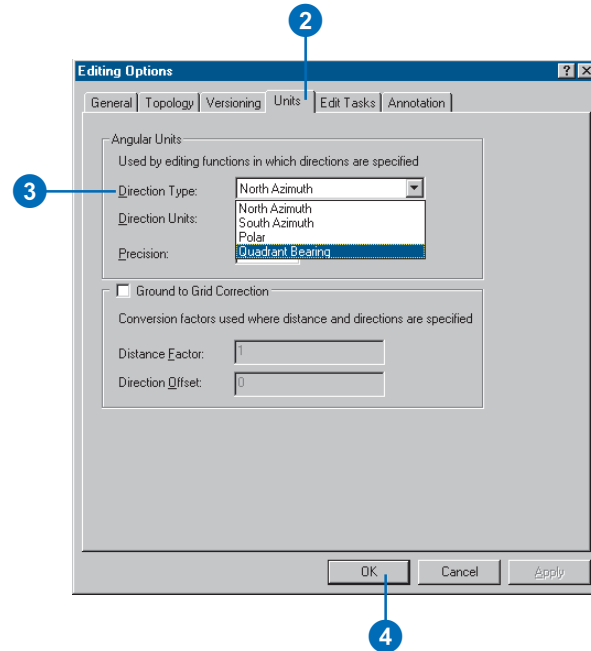 2
Editing Options
General Topology Versioning Units Edit Tasks Annotation
Angular Units
Used by editing functions in which directions are specified
3
Direction Type: North Azimuth
North Azimuth
Direction Units:
South Azimuth
Polar
Precision:
Quadrant Bearing
Ground to Grid Correction
Conversion factors used where distance and directions are specified
Distance Factor: 1
Direction Offset: 0
OK Cancel Apply
4